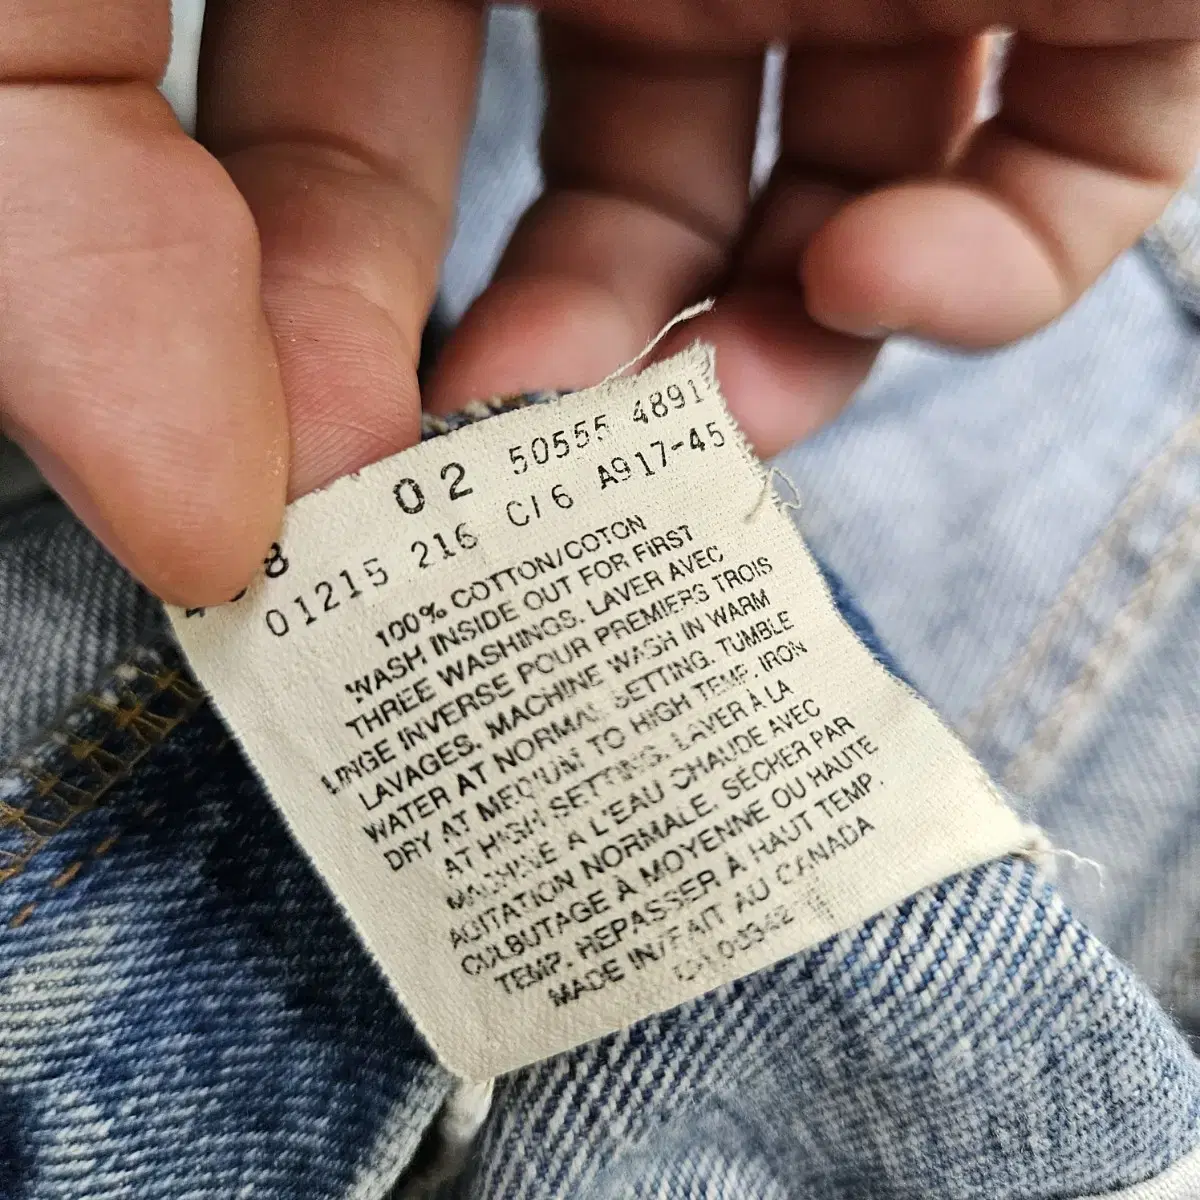 8 02 50555 4891
01215 216 C/6 A917-45
100% COTTON/COTON
WASH INSIDE OUT FOR FIRST
THREE WASHINGS. LAVER AVEC
LINGE INVERSE POUR PREMIERS TROIS
LAVAGES. MACHINE WASH IN WARM
WATER AT NORMAL SETTING. TUMBLE
DRY AT MEDIUM TO HIGH TEMP. IRON
AT HIGH SETTING. LAVER À LA
MACHINE A L'EAU CHAUDE AVEC
AGITATION NORMALE. SÉCHER PAR
CULBUTAGE À MOYENNE OU HAUTE
TEMP. REPASSER À HAUT TEMP.
MADE IN/FAIT AU CANADA